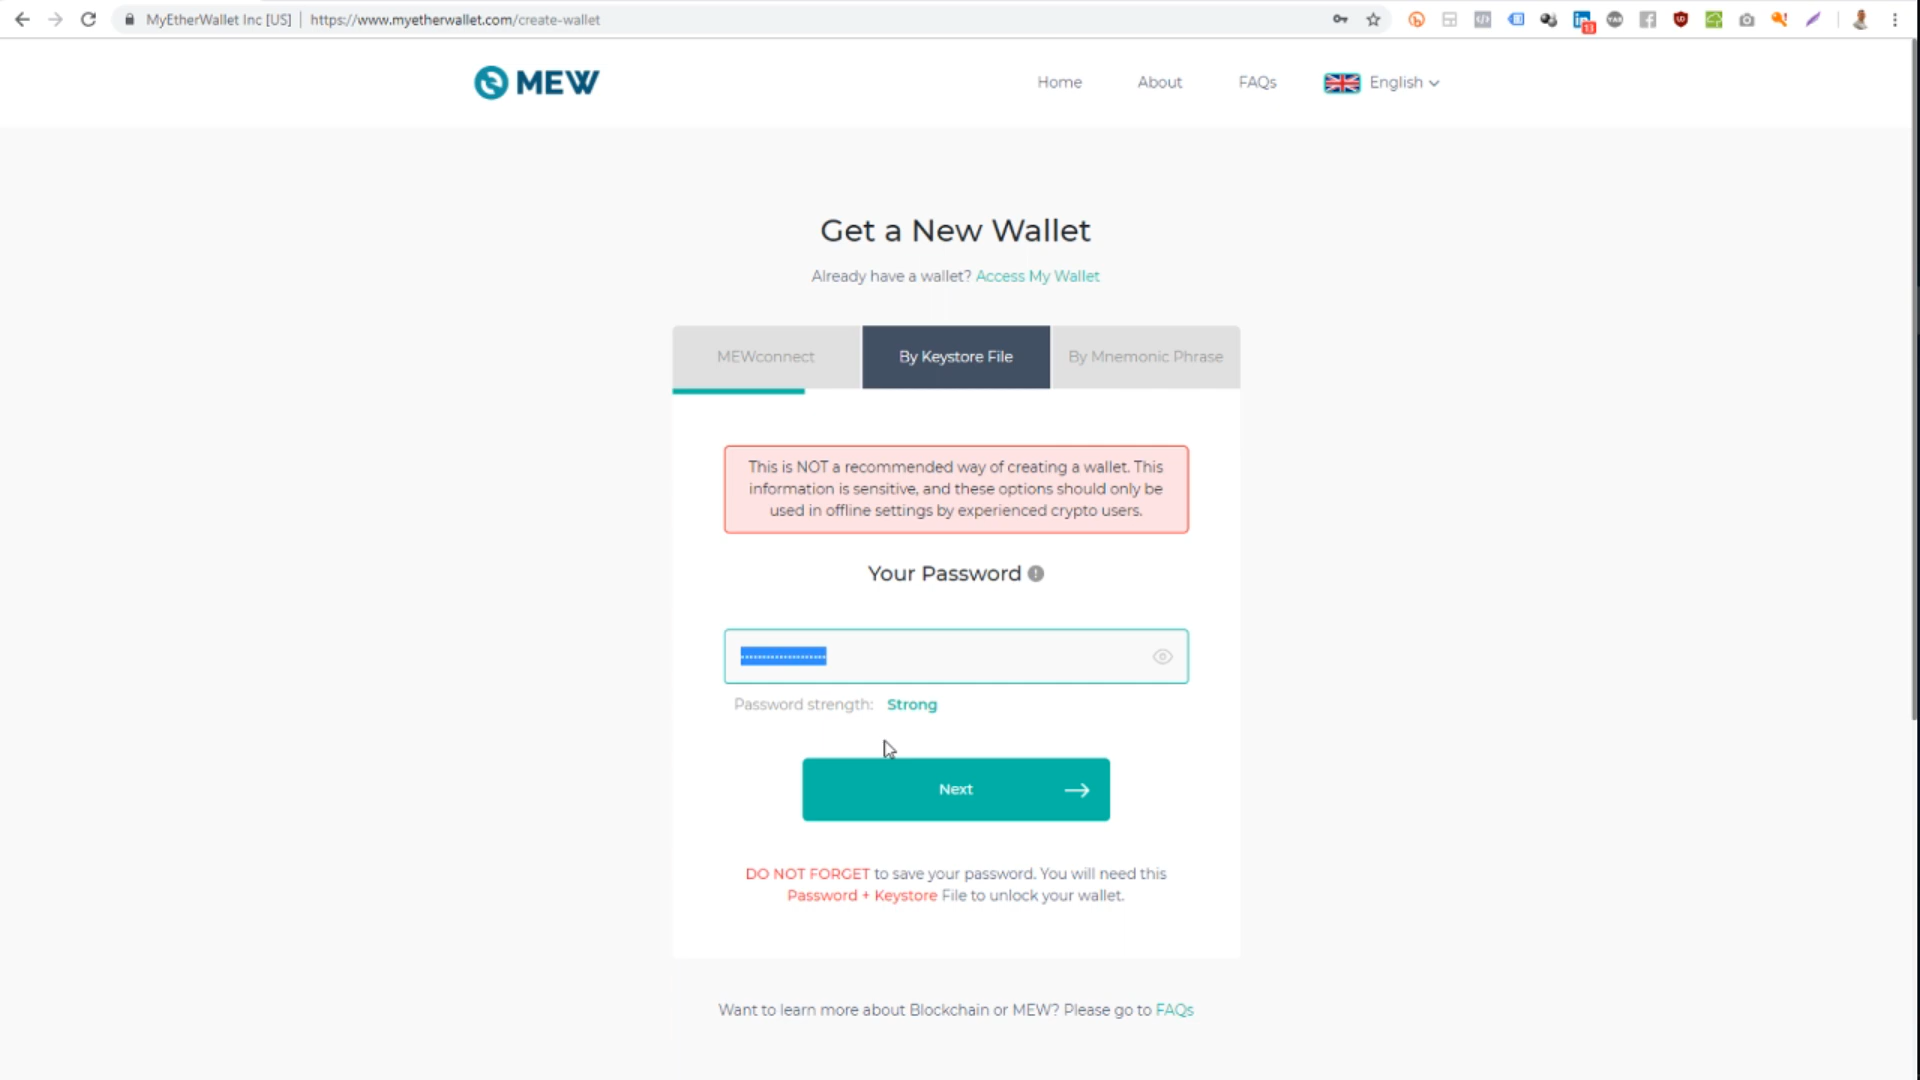 MyEtherWallet Inc [US] | https://www.myetherwallet.com/create-wallet
13
MEW
Home
About
FAQs
English
Get a New Wallet
Already have a wallet? Access My Wallet
MEWconnect
By Keystore File
By Mnemonic Phrase
This is NOT a recommended way of creating a wallet. This
information is sensitive, and these options should only be
used in offline settings by experienced crypto users.
Your Password
Password strength: Strong
Next
DO NOT FORGET to save your password. You will need this
Password + Keystore File to unlock your wallet.
Want to learn more about Blockchain or MEW? Please go to FAQs